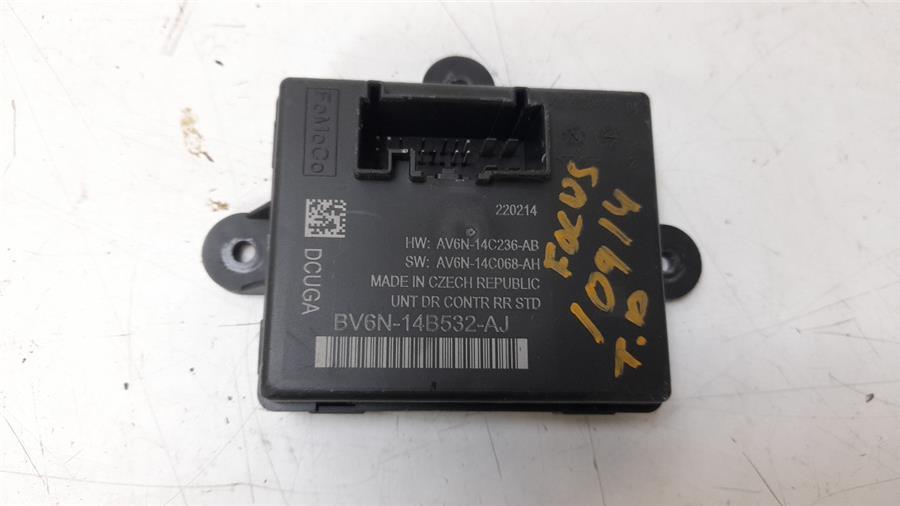 FoMoCo
220214
HW: AV6N-14C236-AB
SW: AV6N-14C068-AH
MADE IN CZECH REPUBLIC
UNT DR CONTR RR STD
BV6N-14B532-AJ
DCUGA
FOCUS
10914